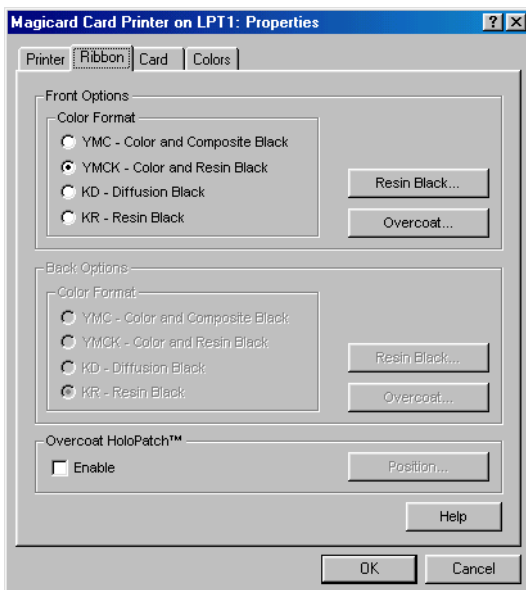 Magicard Card Printer on LPT1: Properties
Printer Ribbon Card Colors
Front Options
Color Format
YMC - Color and Composite Black
YMCK - Color and Resin Black
KD - Diffusion Black
KR - Resin Black
Resin Black...
Overcoat...
Back Options
Color Format
YMC - Color and Composite Black
YMCK - Color and Resin Black
KD - Diffusion Black
KR - Resin Black
Resin Black...
Overcoat...
Overcoat HoloPatch™
Enable
Position...
Help
OK Cancel